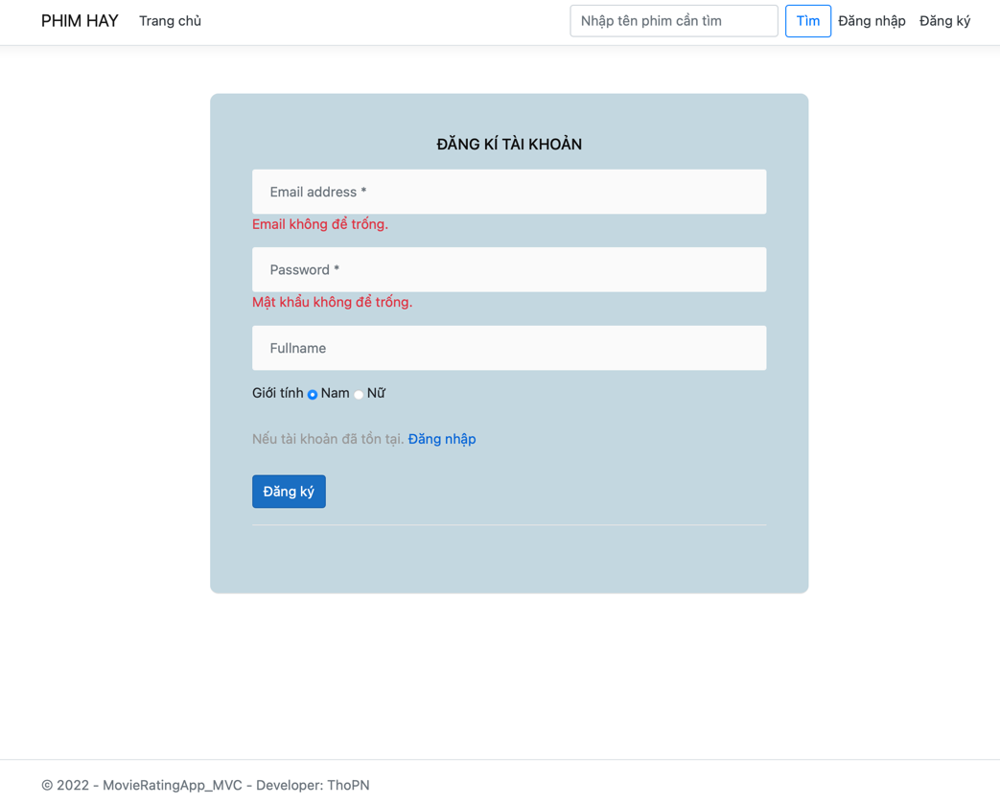 PHIM HAY Trang chủ Nhập tên phim cần tìm Tìm Đăng nhập Đăng ký
ĐĂNG KÍ TÀI KHOẢN
Email address *
Email không để trống.
Password *
Mật khẩu không để trống.
Fullname
Giới tính Nam Nữ
Nếu tài khoản đã tồn tại. Đăng nhập
Đăng ký
© 2022 - MovieRatingApp_MVC - Developer: ThoPN